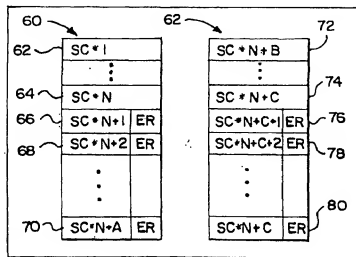 60
62
62 SC*1
64 SC*N
66 SC*N+1 ER
68 SC*N+2 ER
70 SC*N+A ER
SC*N+B 72
SC*N+C 74
SC*N+C+1 ER 76
SC*N+C+2 ER 78
SC*N+C ER 80